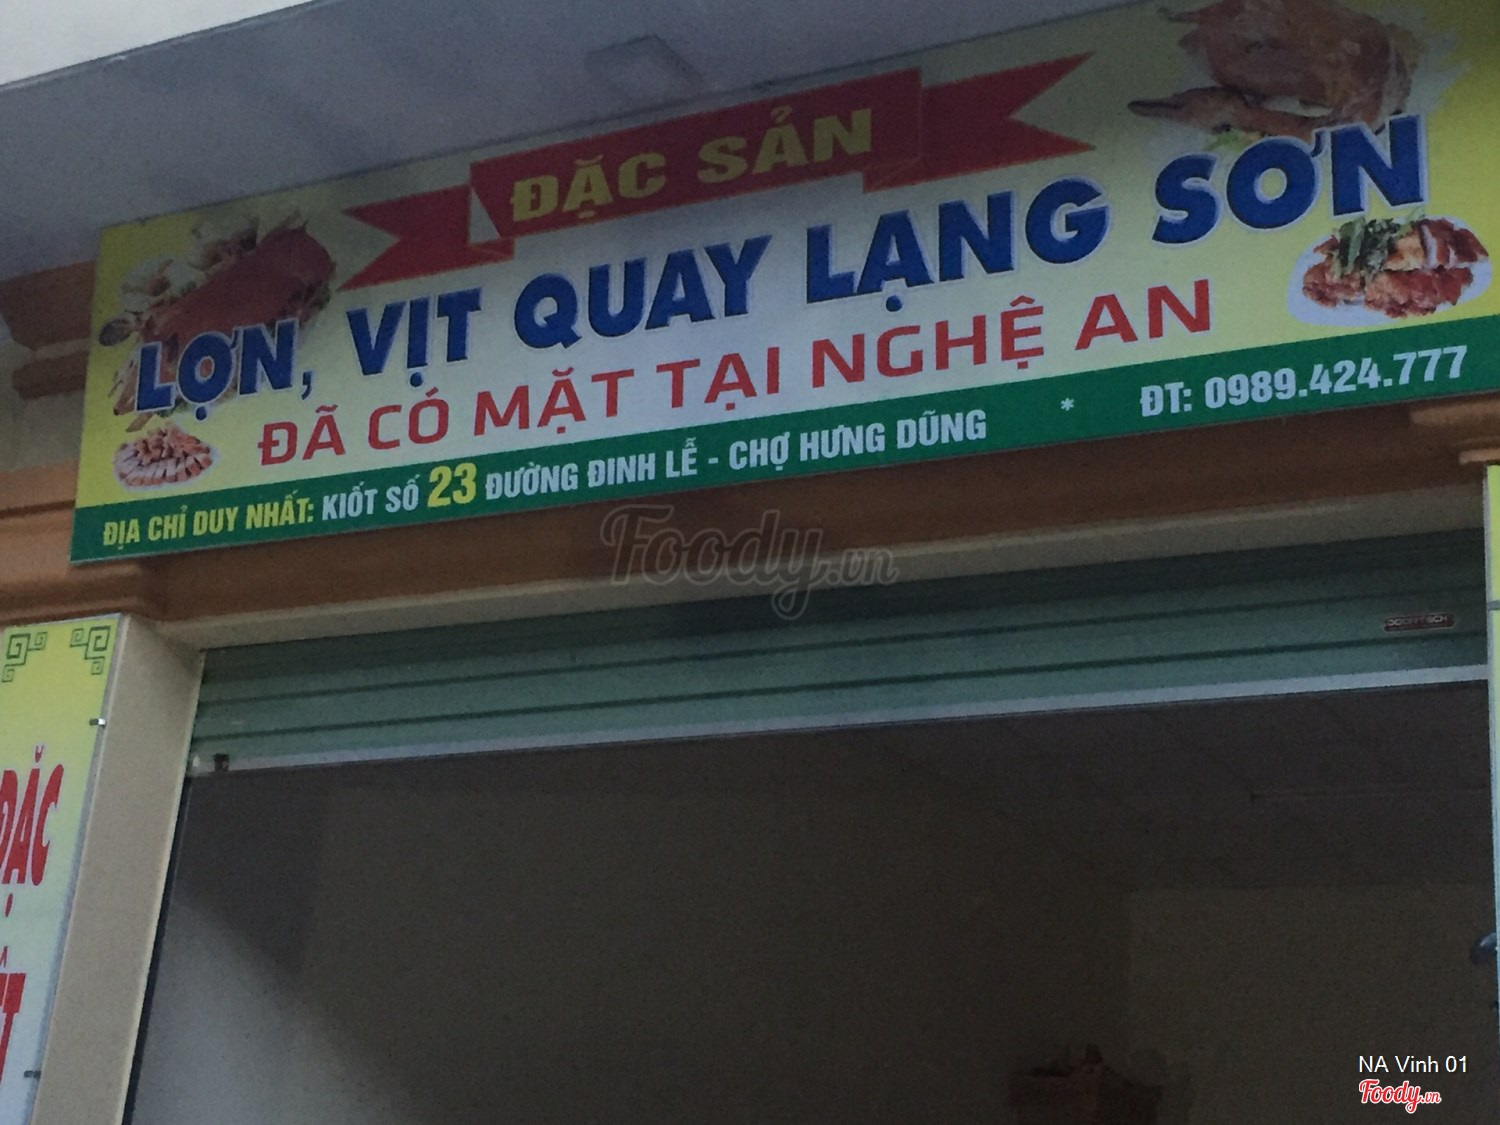 ĐẶC SẢN
LỢN, VỊT QUAY LẠNG SƠN
ĐÃ CÓ MẶT TẠI NGHỆ AN
ĐỊA CHỈ DUY NHẤT: KIỐT SỐ 23 ĐƯỜNG ĐINH LỄ - CHỢ HƯNG DŨNG * ĐT: 0989.424.777
Foody.vn
ĐẶC
NA Vinh 01
Foody.vn